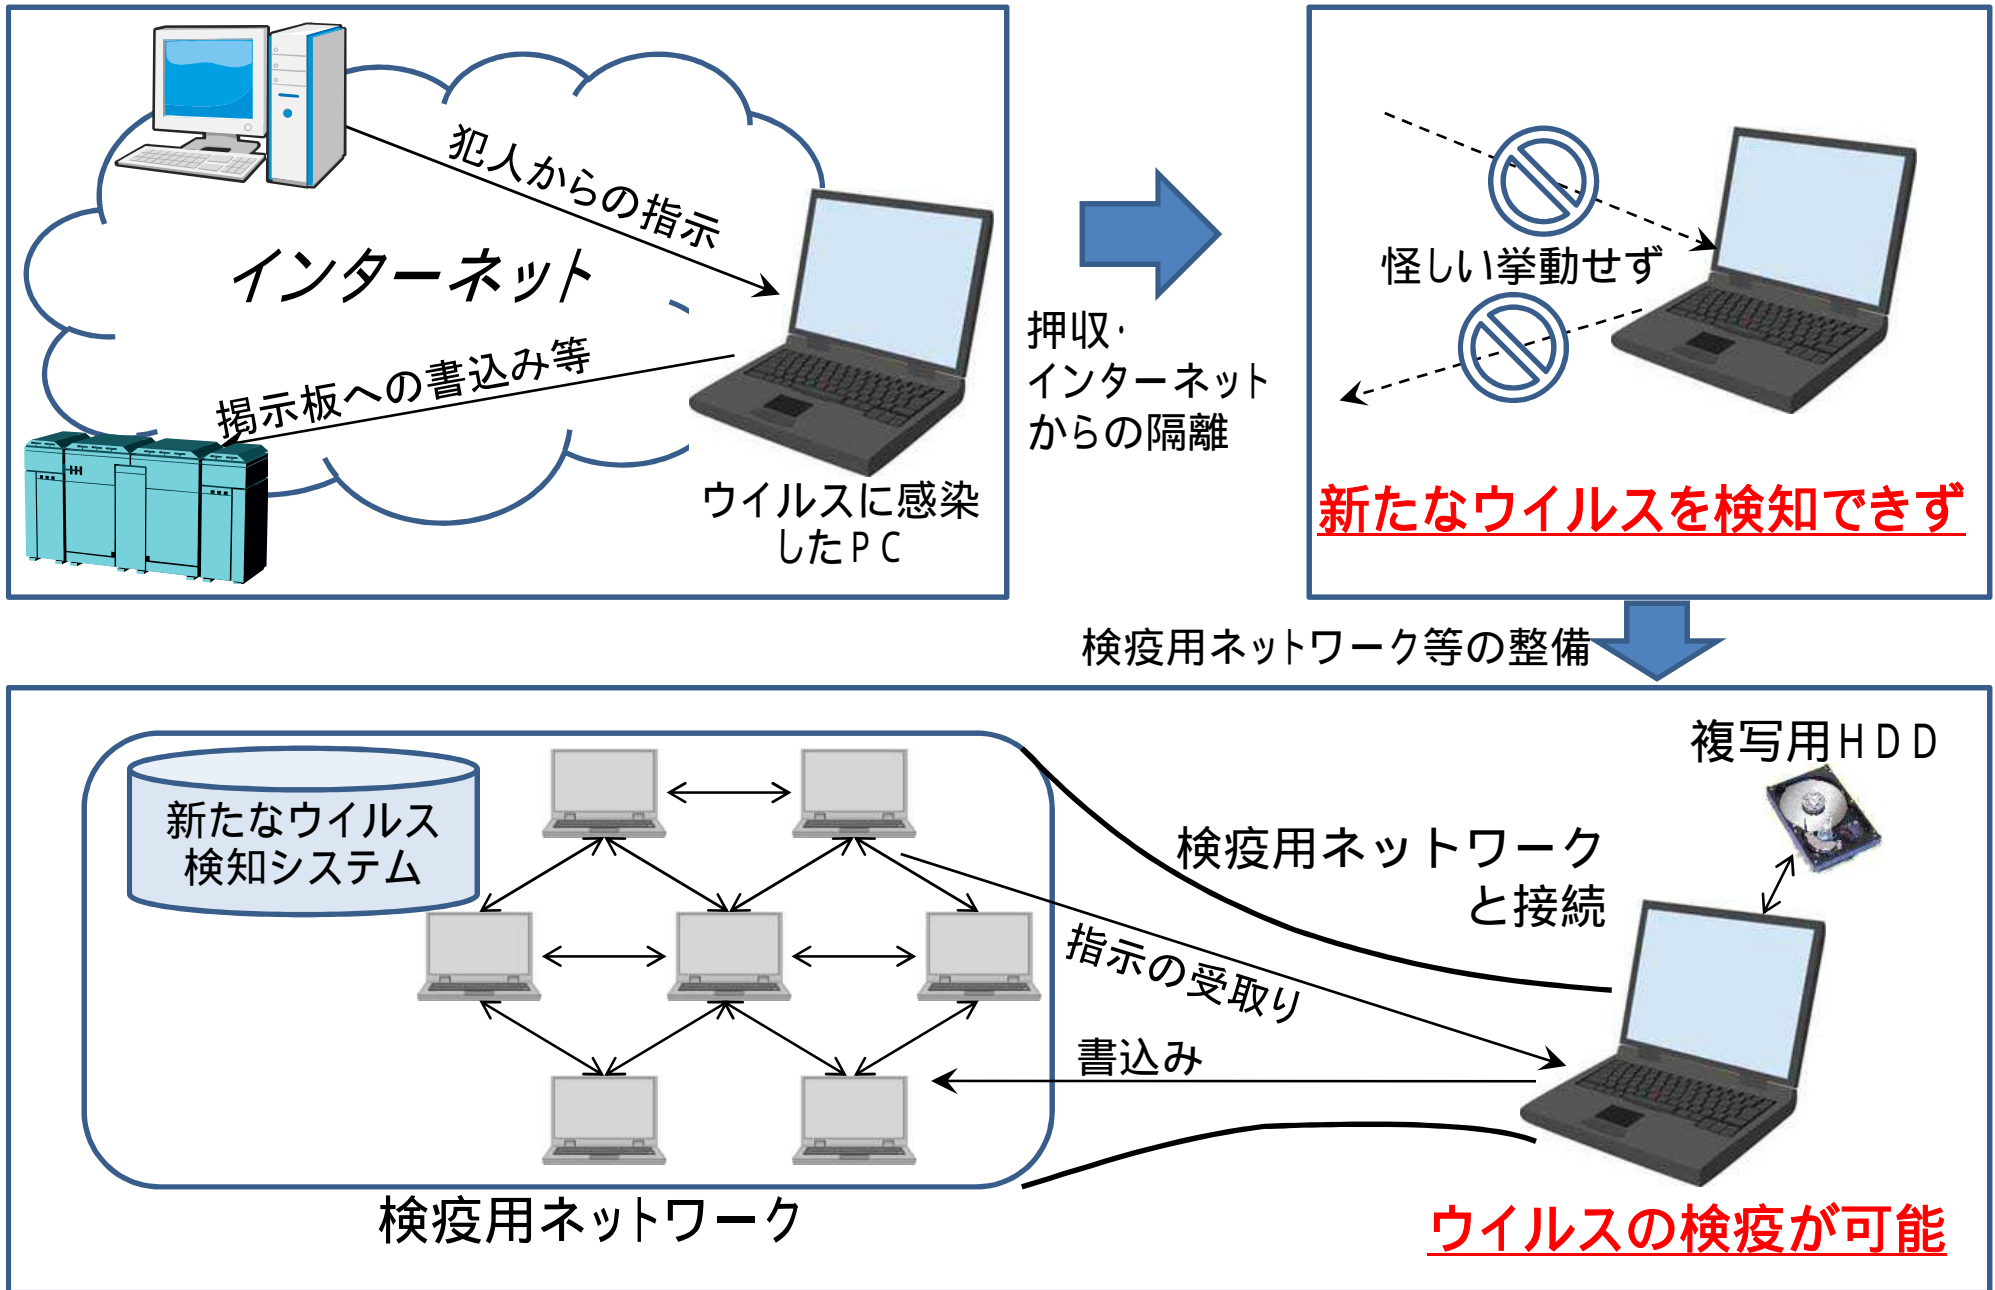 犯人からの指示
インターネット
掲示板への書込み等
ウイルスに感染
したＰＣ
押収・
インターネット
からの隔離
怪しい挙動せず
新たなウイルスを検知できず
検疫用ネットワーク等の整備
新たなウイルス
検知システム
複写用ＨＤＤ
検疫用ネットワーク
と接続
指示の受取り
書込み
検疫用ネットワーク
ウイルスの検疫が可能